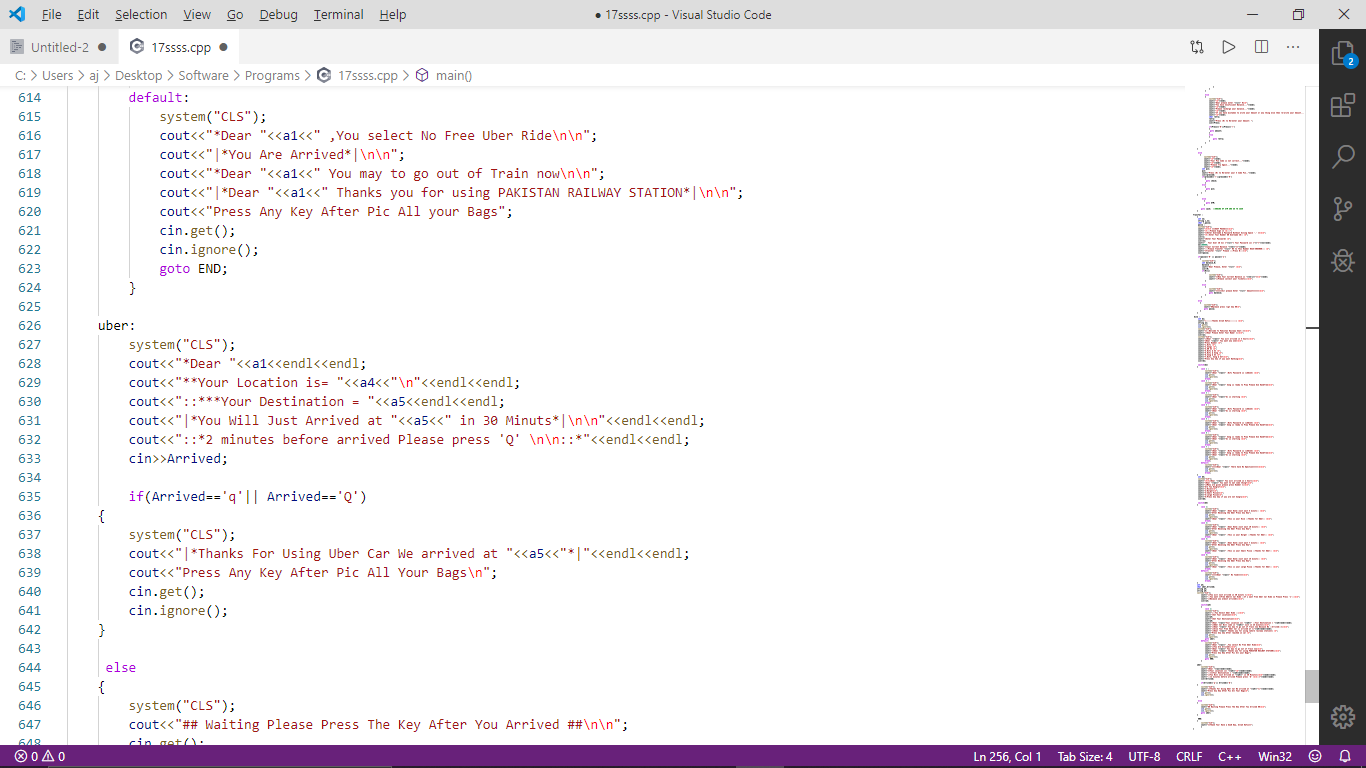 File Edit Selection View Go Debug Terminal Help ● 17ssss.cpp - Visual Studio Code
Untitled-2 ● 17ssss.cpp ●
C: > Users > aj > Desktop > Software > Programs > 17ssss.cpp > main()
614 default:
615 system("CLS");
616 cout<<"*Dear "<<a1<<" ,You select No Free Uber Ride\n\n";
617 cout<<"|*You Are Arrived*|\n\n";
618 cout<<"*Dear "<<a1<<" You may to go out of Train now\n\n";
619 cout<<"|*Dear "<<a1<<" Thanks you for using PAKISTAN RAILWAY STATION*|\n\n";
620 cout<<"Press Any Key After Pic All your Bags";
621 cin.get();
622 cin.ignore();
623 goto END;
624 }
625
626 uber:
627 system("CLS");
628 cout<<"*Dear "<<a1<<endl<<endl;
629 cout<<"**Your Location is= "<<a4<<"\n"<<endl<<endl;
630 cout<<"::***Your Destination = "<<a5<<endl<<endl;
631 cout<<"|*You Will Just Arrived at "<<a5<<" in 30 Minuts*|\n\n"<<endl<<endl;
632 cout<<"::*2 minutes before arrived Please press 'Q' \n\n::*"<<endl<<endl;
633 cin>>Arrived;
634
635 if(Arrived=='q'|| Arrived=='Q')
636 {
637 system("CLS");
638 cout<<"|*Thanks For Using Uber Car We arrived at "<<a5<<"*|"<<endl<<endl;
639 cout<<"Press Any Key After Pic All Your Bags\n";
640 cin.get();
641 cin.ignore();
642 }
643
644 else
645 {
646 system("CLS");
647 cout<<"## Waiting Please Press The Key After You Arrived ##\n\n";
648 cin.get();
2
0 0 Ln 256, Col 1 Tab Size: 4 UTF-8 CRLF C++ Win32